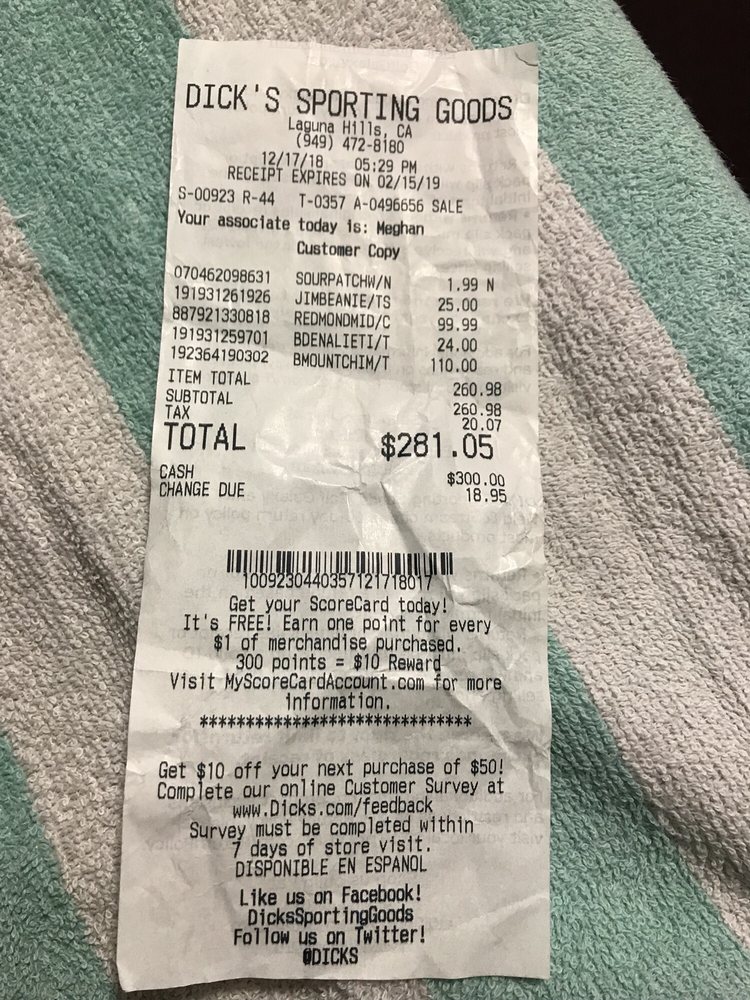 DICK'S SPORTING GOODS
Laguna Hills, CA
(949) 472-8180
12/17/18 05:29 PM
RECEIPT EXPIRES ON 02/15/19
S-00923 R-44 T-0357 A-0496656 SALE
Your associate today is: Meghan
Customer Copy
070462098631 SOURPATCHW/N 1.99 N
191931261926 JIMBEANIE/TS 25.00
887921330818 REDMONDMID/C 99.99
191931259701 BDENALIETI/T 24.00
192364190302 BMOUNTCHIM/T 110.00
ITEM TOTAL 260.98
SUBTOTAL 260.98
TAX 20.07
TOTAL $281.05
CASH $300.00
CHANGE DUE 18.95
1009230440357121718017
Get your ScoreCard today!
It's FREE! Earn one point for every
$1 of merchandise purchased.
300 points = $10 Reward
Visit MyScoreCardAccount.com for more
information.
******************************
Get $10 off your next purchase of $50!
Complete our online Customer Survey at
www.Dicks.com/feedback
Survey must be completed within
7 days of store visit.
DISPONIBLE EN ESPANOL
Like us on Facebook!
DicksSportingGoods
Follow us on Twitter!
@DICKS